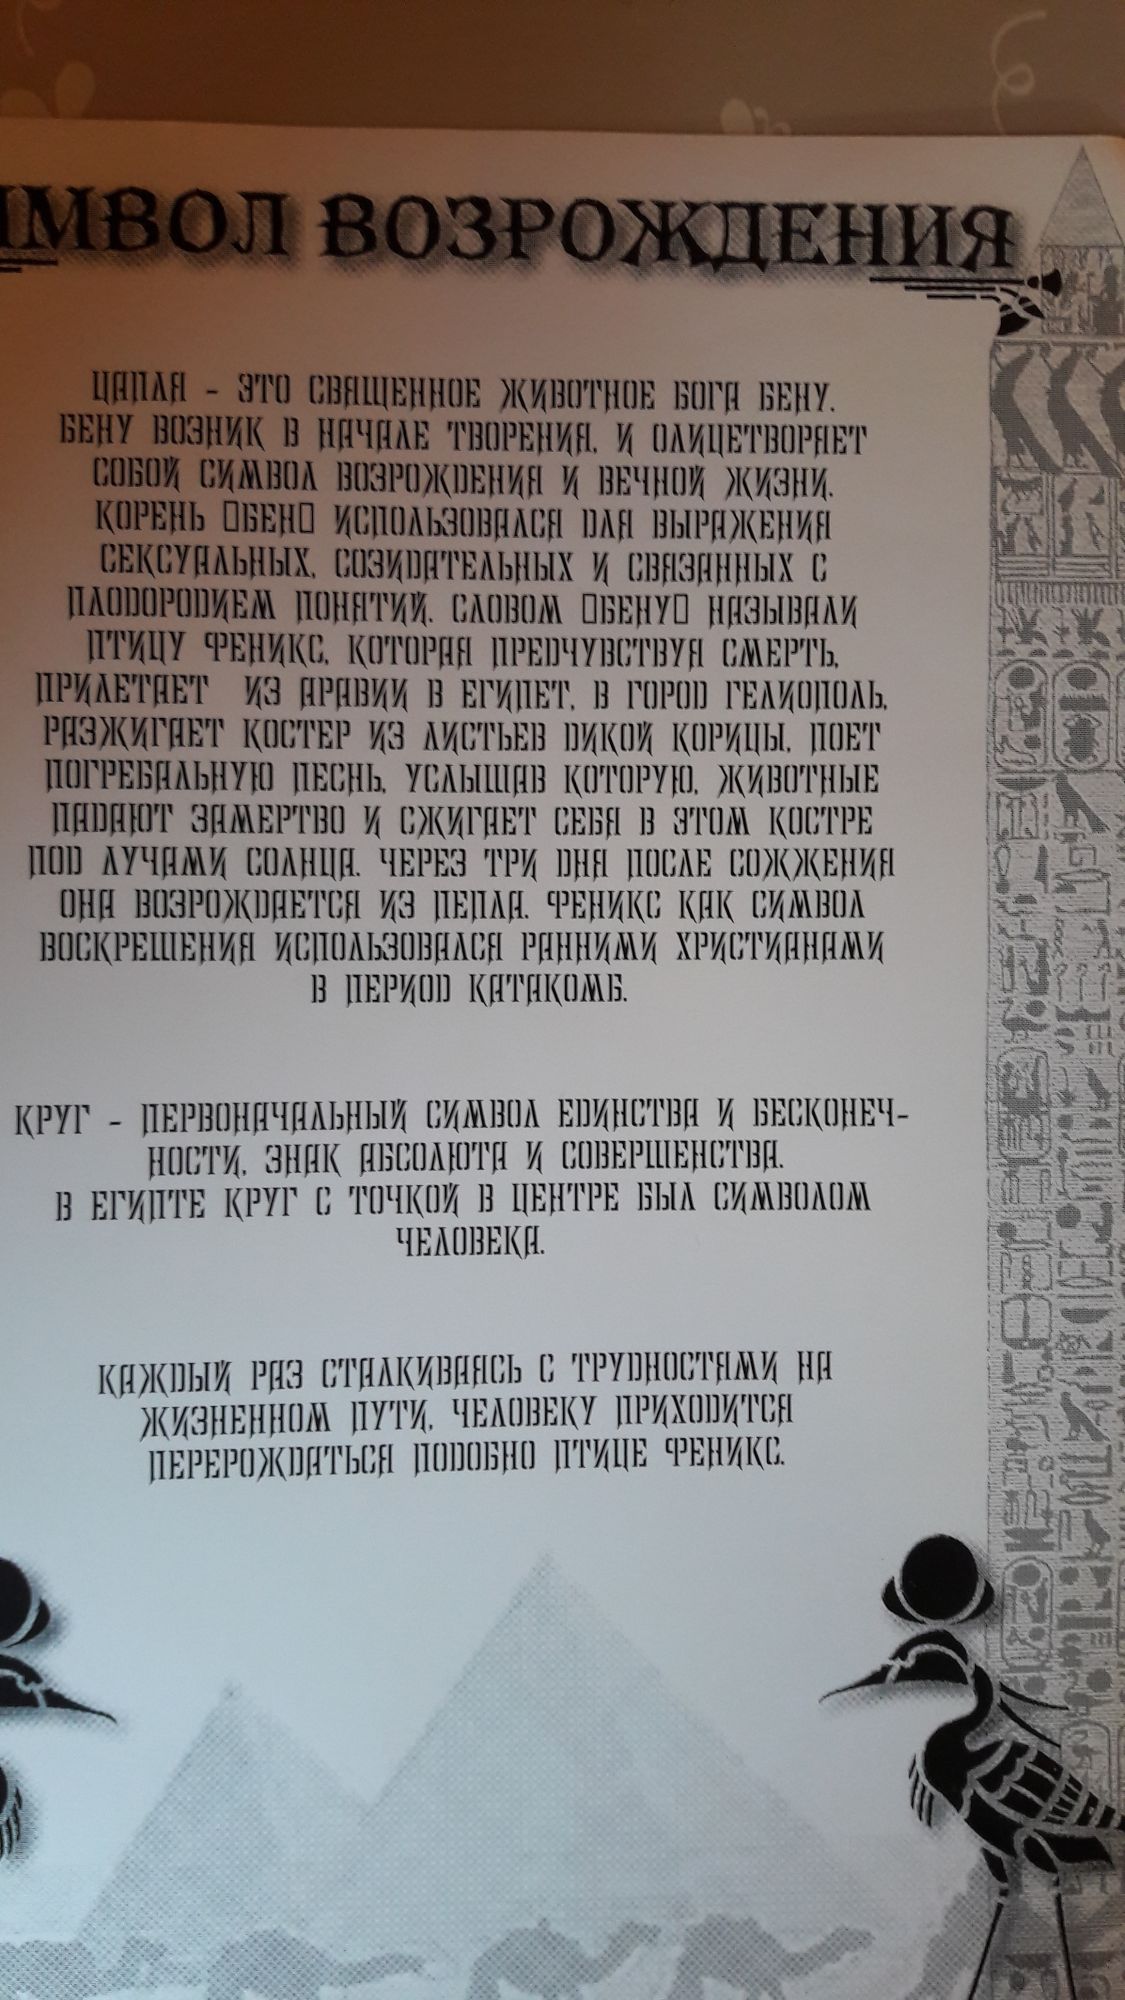 ИМВОЛ ВОЗРОЖДЕНИЯ
ЦАПЛЯ - ЭТО СВЯЩЕННОЕ ЖИВОТНОЕ БОГА БЕНУ.
БЕНУ ВОЗНИК В НАЧАЛЕ ТВОРЕНИЯ, И ОЛИЦЕТВОРЯЕТ
СОБОЙ СИМВОЛ ВОЗРОЖДЕНИЯ И ВЕЧНОЙ ЖИЗНИ.
КОРЕНЬ □БЕН□ ИСПОЛЬЗОВАЛСЯ ДЛЯ ВЫРАЖЕНИЯ
СЕКСУАЛЬНЫХ, СОЗИДАТЕЛЬНЫХ И СВЯЗАННЫХ С
ПЛОДОРОДИЕМ ПОНЯТИЙ. СЛОВОМ □БЕНУ□ НАЗЫВАЛИ
ПТИЦУ ФЕНИКС, КОТОРАЯ ПРЕДЧУВСТВУЯ СМЕРТЬ,
ПРИЛЕТАЕТ ИЗ АРАВИИ В ЕГИПЕТ, В ГОРОД ГЕЛИОПОЛЬ,
РАЗЖИГАЕТ КОСТЕР ИЗ ЛИСТЬЕВ ДИКОЙ КОРИЦЫ, ПОЕТ
ПОГРЕБАЛЬНУЮ ПЕСНЬ, УСЛЫШАВ КОТОРУЮ, ЖИВОТНЫЕ
ПАДАЮТ ЗАМЕРТВО И СЖИГАЕТ СЕБЯ В ЭТОМ КОСТРЕ
ПОД ЛУЧАМИ СОЛНЦА. ЧЕРЕЗ ТРИ ДНЯ ПОСЛЕ СОЖЖЕНИЯ
ОНА ВОЗРОЖДАЕТСЯ ИЗ ПЕПЛА. ФЕНИКС КАК СИМВОЛ
ВОСКРЕШЕНИЯ ИСПОЛЬЗОВАЛСЯ РАННИМИ ХРИСТИАНАМИ
В ПЕРИОД КАТАКОМБ.
КРУГ - ПЕРВОНАЧАЛЬНЫЙ СИМВОЛ ЕДИНСТВА И БЕСКОНЕЧ-
НОСТИ, ЗНАК АБСОЛЮТА И СОВЕРШЕНСТВА.
В ЕГИПТЕ КРУГ С ТОЧКОЙ В ЦЕНТРЕ БЫЛ СИМВОЛОМ
ЧЕЛОВЕКА.
КАЖДЫЙ РАЗ СТАЛКИВАЯСЬ С ТРУДНОСТЯМИ НА
ЖИЗНЕННОМ ПУТИ, ЧЕЛОВЕКУ ПРИХОДИТСЯ
ПЕРЕРОЖДАТЬСЯ ПОДОБНО ПТИЦЕ ФЕНИКС.